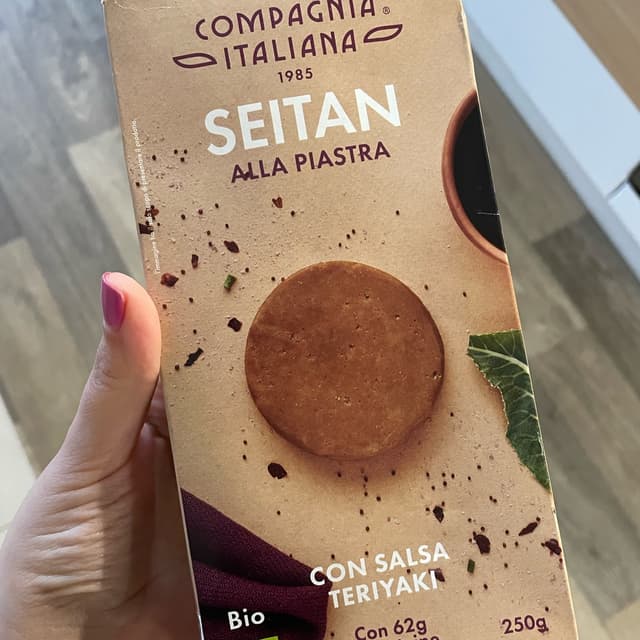 COMPAGNIA®
ITALIANA
1985
SEITAN
ALLA PIASTRA
CON SALSA
TERIYAKI
Bio
Con 62g
250g